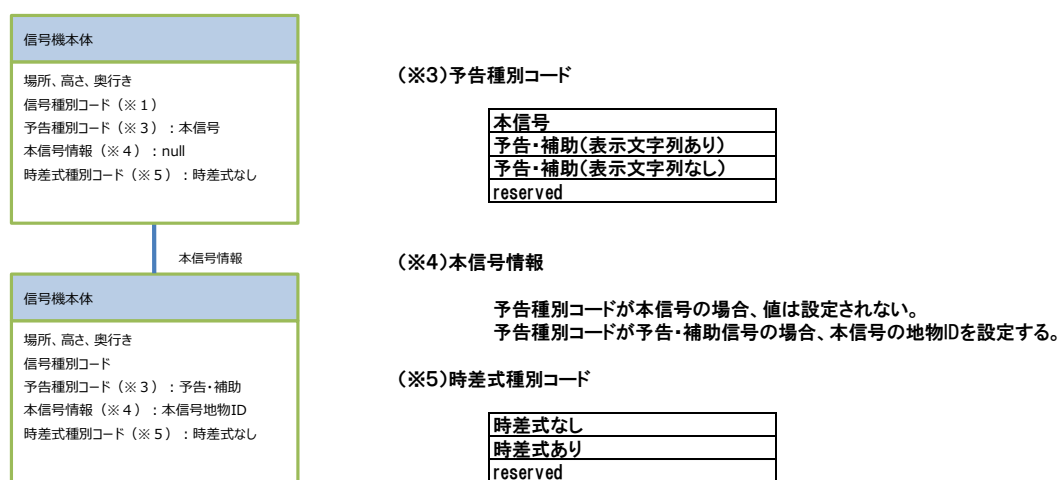 信号機本体
場所、高さ、奥行き
信号種別コード（※１）
予告種別コード（※３）：本信号
本信号情報（※４）：null
時差式種別コード（※５）：時差式なし
本信号情報
信号機本体
場所、高さ、奥行き
信号種別コード
予告種別コード（※３）：予告・補助
本信号情報（※４）：本信号地物ID
時差式種別コード（※５）：時差式なし
（※３）予告種別コード
本信号
予告・補助（表示文字列あり）
予告・補助（表示文字列なし）
reserved
（※４）本信号情報
予告種別コードが本信号の場合、値は設定されない。
予告種別コードが予告・補助信号の場合、本信号の地物IDを設定する。
（※５）時差式種別コード
時差式なし
時差式あり
reserved